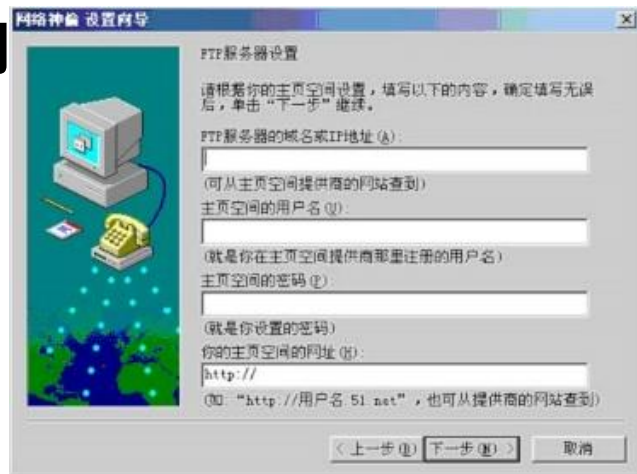 网络神偷 设置向导
FTP服务器设置
请根据你的主页空间设置，填写以下的内容，确定填写无误
后，单击“下一步”继续。
FTP服务器的域名或IP地址(A):
(可从主页空间提供商的网站查到)
主页空间的用户名(U):
(就是你在主页空间提供商那里注册的用户名)
主页空间的密码(P):
(就是你设置的密码)
你的主页空间的网址(H):
http://
(如: “http://用户名.51.net”，也可从提供商的网站查到)
<上一步(B) 下一步(N)> 取消